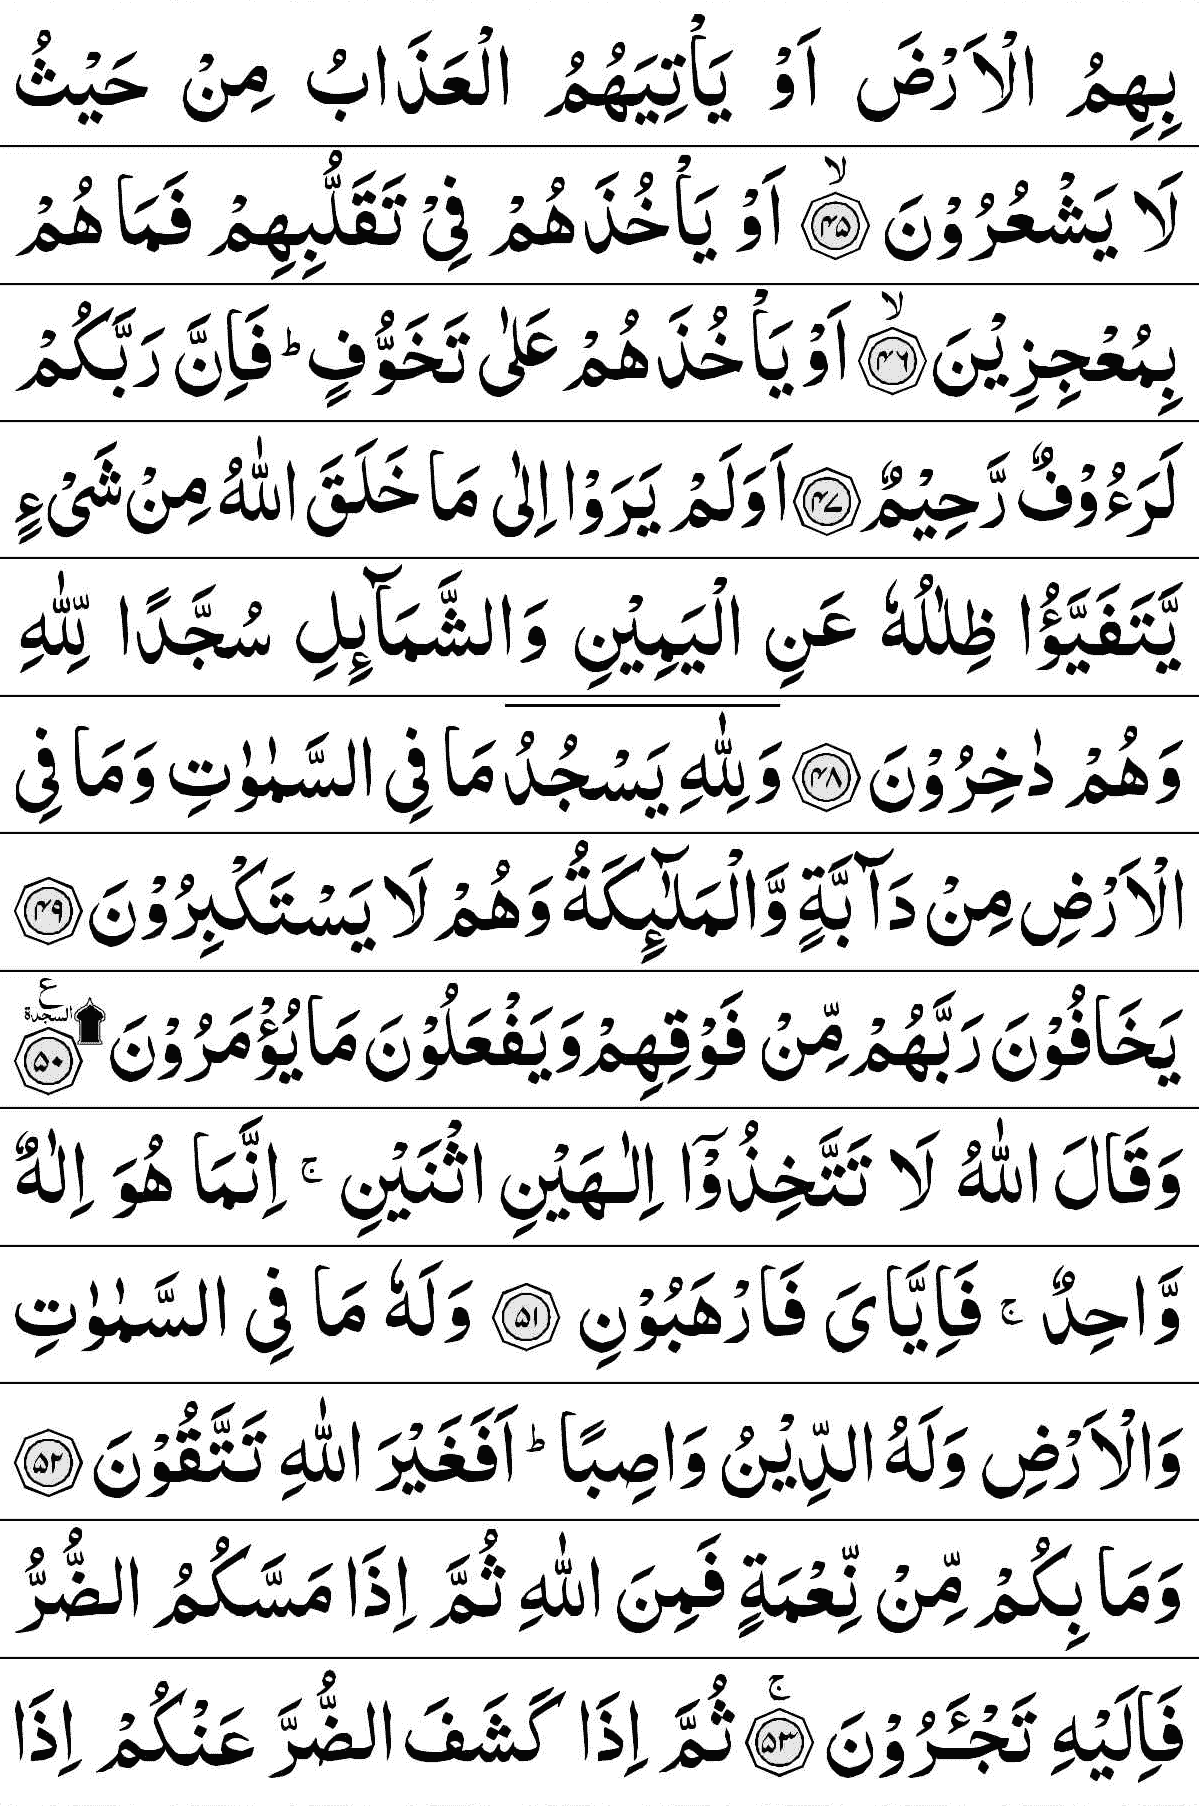 بِهِمُ الْاَرْضَ اَوْ يَاْتِيَهُمُ الْعَذَابُ مِنْ حَيْثُ
لَا يَشْعُرُوْنَ ۙ﴿۴۵﴾ اَوْ يَاْخُذَهُمْ فِيْ تَقَلُّبِهِمْ فَمَا هُمْ
بِمُعْجِزِيْنَ ۙ﴿۴۶﴾ اَوْ يَاْخُذَهُمْ عَلٰى تَخَوُّفٍ ؕ فَاِنَّ رَبَّكُمْ
لَرَءُوْفٌ رَّحِيْمٌ ﴿۴۷﴾ اَوَلَمْ يَرَوْا اِلٰى مَا خَلَقَ اللّٰهُ مِنْ شَيْءٍ
يَّتَفَيَّؤُا ظِلٰلُهٗ عَنِ الْيَمِيْنِ وَالشَّمَآئِلِ سُجَّدًا لِّلّٰهِ
وَهُمْ دٰخِرُوْنَ ﴿۴۸﴾ وَلِلّٰهِ يَسْجُدُ مَا فِي السَّمٰوٰتِ وَمَا فِي
الْاَرْضِ مِنْ دَآبَّةٍ وَّالْمَلٰٓئِكَةُ وَهُمْ لَا يَسْتَكْبِرُوْنَ ﴿۴۹﴾
يَخَافُوْنَ رَبَّهُمْ مِّنْ فَوْقِهِمْ وَيَفْعَلُوْنَ مَا يُؤْمَرُوْنَ ۩ ع السجدة ﴿۵۰﴾
وَقَالَ اللّٰهُ لَا تَتَّخِذُوْٓا اِلٰـهَيْنِ اثْنَيْنِ ۚ اِنَّمَا هُوَ اِلٰهٌ
وَّاحِدٌ ۚ فَاِيَّايَ فَارْهَبُوْنِ ﴿۵۱﴾ وَلَهٗ مَا فِي السَّمٰوٰتِ
وَالْاَرْضِ وَلَهُ الدِّيْنُ وَاصِبًا ؕ اَفَغَيْرَ اللّٰهِ تَتَّقُوْنَ ﴿۵۲﴾
وَمَا بِكُمْ مِّنْ نِّعْمَةٍ فَمِنَ اللّٰهِ ثُمَّ اِذَا مَسَّكُمُ الضُّرُّ
فَاِلَيْهِ تَجْـَٔرُوْنَ ۚ﴿۵۳﴾ ثُمَّ اِذَا كَشَفَ الضُّرَّ عَنْكُمْ اِذَا